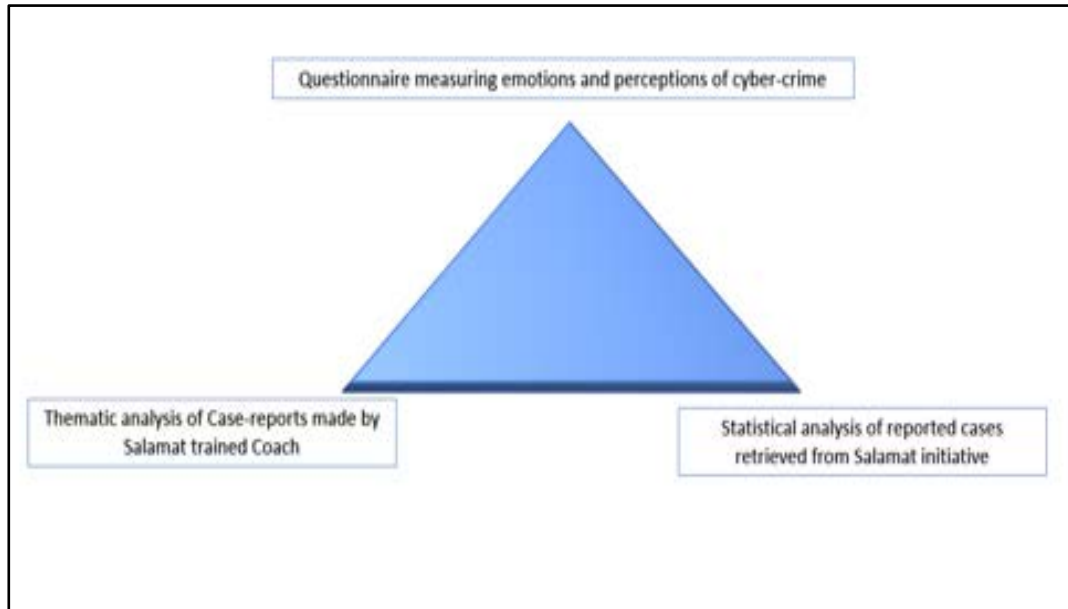 Questionnaire measuring emotions and perceptions of cyber-crime
Thematic analysis of Case-reports made by
Salamat trained Coach
Statistical analysis of reported cases
retrieved from Salamat initiative